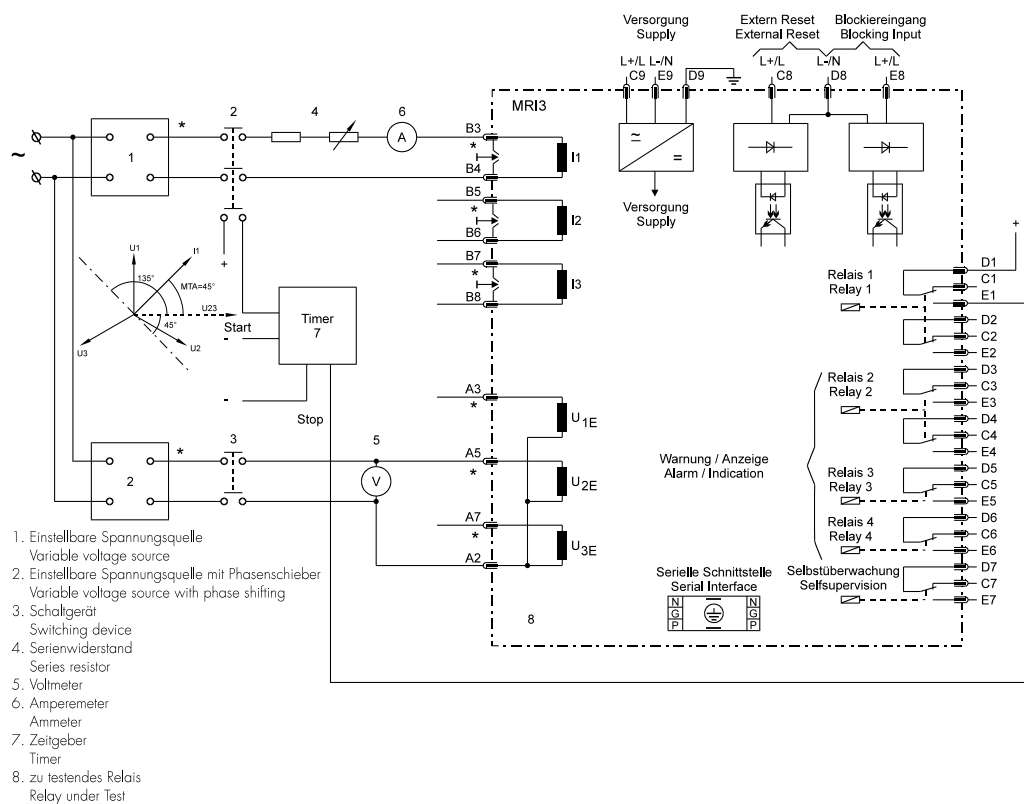 Versorgung
Supply
L+/L L-/N
C9 E9 D9
Extern Reset
External Reset
Blockiereingang
Blocking Input
L+/L L-/N L+/L
C8 D8 E8
MRI3
~
1
*
2
4
6
A
B3
*
B4
I1
B5
*
B6
I2
B7
*
B8
I3
≃
=
Versorgung
Supply
+
U1
I1
135°
MTA=45°
U23
45°
U2
U3
+
Start
-
Timer
7
-
Stop
2
*
3
5
V
A3
*
U1E
A5
*
U2E
A7
*
A2
U3E
8
Relais 1
Relay 1
Relais 2
Relay 2
Warnung / Anzeige
Alarm / Indication
Relais 3
Relay 3
Relais 4
Relay 4
Selbstüberwachung
Selfsupervision
Serielle Schnittstelle
Serial Interface
N N
G G
P P
D1
C1
E1
D2
C2
E2
D3
C3
E3
D4
C4
E4
D5
C5
E5
D6
C6
E6
D7
C7
E7
1. Einstellbare Spannungsquelle
Variable voltage source
2. Einstellbare Spannungsquelle mit Phasenschieber
Variable voltage source with phase shifting
3. Schaltgerät
Switching device
4. Serienwiderstand
Series resistor
5. Voltmeter
6. Amperemeter
Ammeter
7. Zeitgeber
Timer
8. zu testendes Relais
Relay under Test